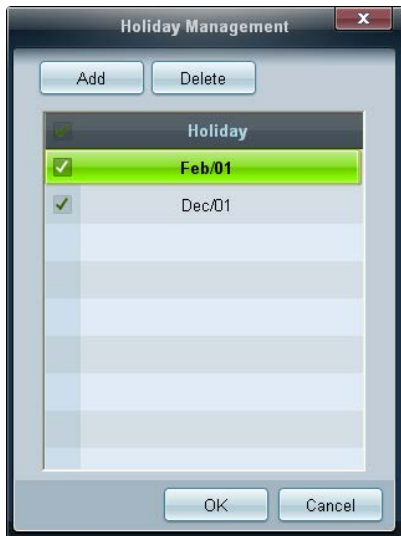 Holiday Management
x
Add Delete
Holiday
Feb/01
Dec/01
OK Cancel